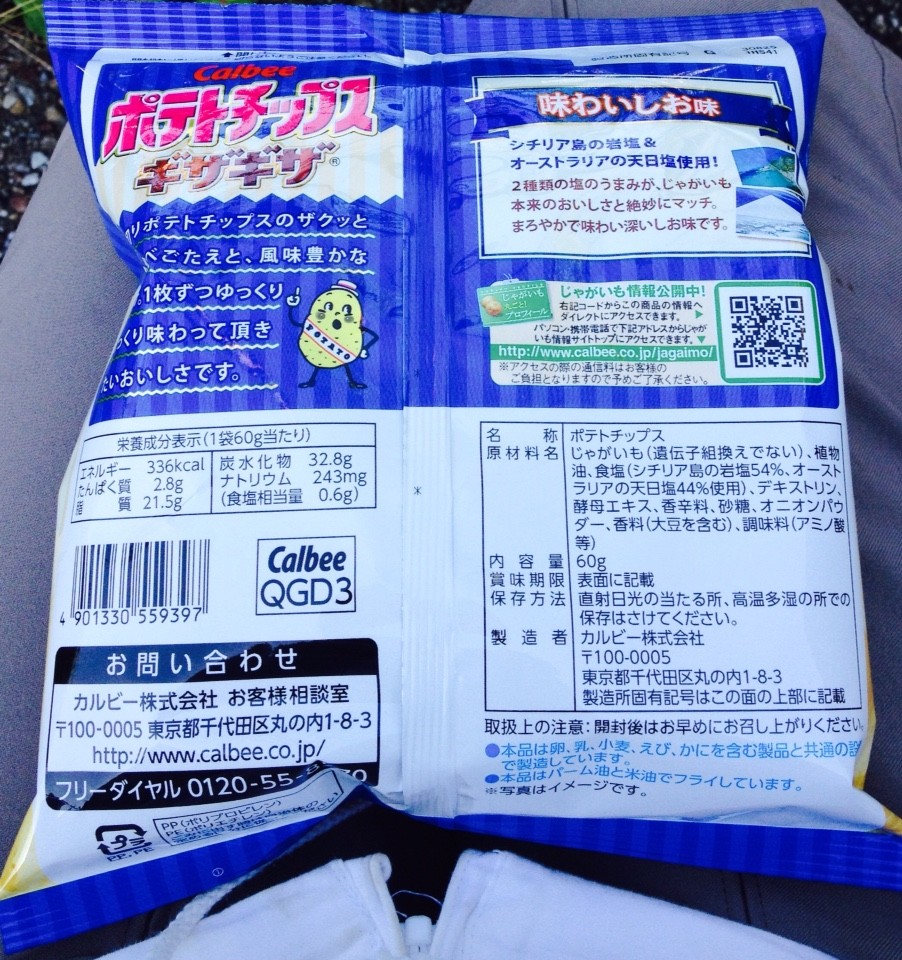 Calbee
ポテトチップス
ギザギザ®
ポテトチップスのザクッと
べごたえと、風味豊かな
1枚ずつゆっくり
くり味わって頂き
たいおいしさです。
POTATO
味わいしお味
シチリア島の岩塩&
オーストラリアの天日塩使用!
2種類の塩のうまみが、じゃがいも
本来のおいしさと絶妙にマッチ。
まろやかで味わい深いしお味です。
じゃがいも
まるごと!
プロフィール
じゃがいも情報公開中!
右記コードからこの商品の情報へ
ダイレクトにアクセスできます。▶
パソコン・携帯電話で下記アドレスからじゃが
いも情報サイトトップにアクセスできます。▼
http://www.calbee.co.jp/jagaimo/
※アクセスの際の通信料はお客様の
ご負担となりますので予めご了承ください。
栄養成分表示(1袋60g当たり)
エネルギー 336kcal
たんぱく質 2.8g
脂質 21.5g
炭水化物 32.8g
ナトリウム 243mg
(食塩相当量 0.6g)
4 901330 559397
Calbee
QGD3
お問い合わせ
カルビー株式会社 お客様相談室
〒100-0005 東京都千代田区丸の内1-8-3
http://www.calbee.co.jp/
フリーダイヤル 0120-55-
PP(ポリプロピレン)
PE(ポリエチレン)
PP,PE
名称 ポテトチップス
原材料名 じゃがいも(遺伝子組換えでない)、植物
油、食塩(シチリア島の岩塩54%、オースト
ラリアの天日塩44%使用)、デキストリン、
酵母エキス、香辛料、砂糖、オニオンパウ
ダー、香料(大豆を含む)、調味料(アミノ酸
等)
内容量 60g
賞味期限 表面に記載
保存方法 直射日光の当たる所、高温多湿の所での
保存はさけてください。
製造者 カルビー株式会社
〒100-0005
東京都千代田区丸の内1-8-3
製造所固有記号はこの面の上部に記載
取扱上の注意:開封後はお早めにお召し上がりください。
●本品は卵、乳、小麦、えび、かにを含む製品と共通の設
で製造しています。
●本品はパーム油と米油でフライしています。
※写真はイメージです。